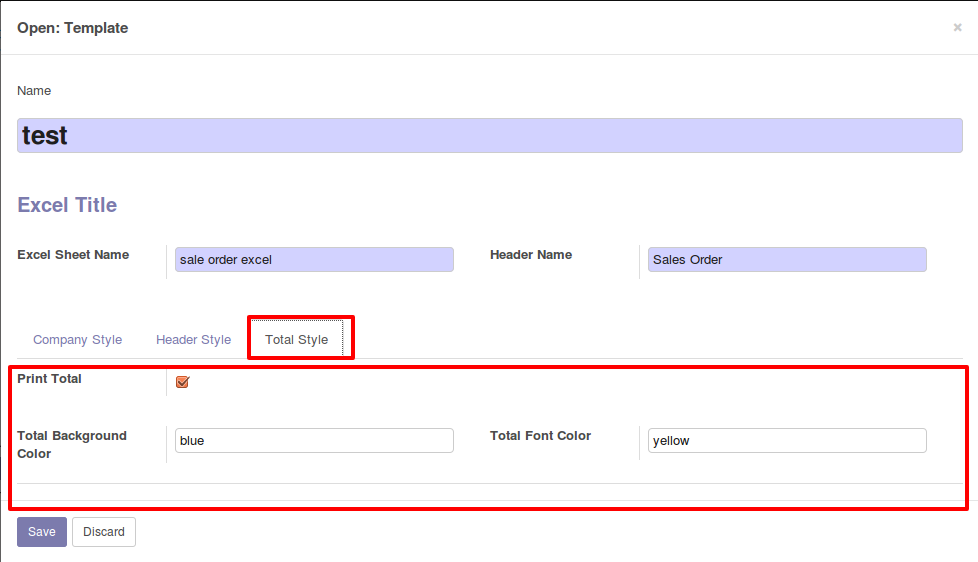 Open: Template
×
Name
test
Excel Title
Excel Sheet Name
sale order excel
Header Name
Sales Order
Company Style
Header Style
Total Style
Print Total
Total Background
Color
blue
Total Font Color
yellow
Save
Discard